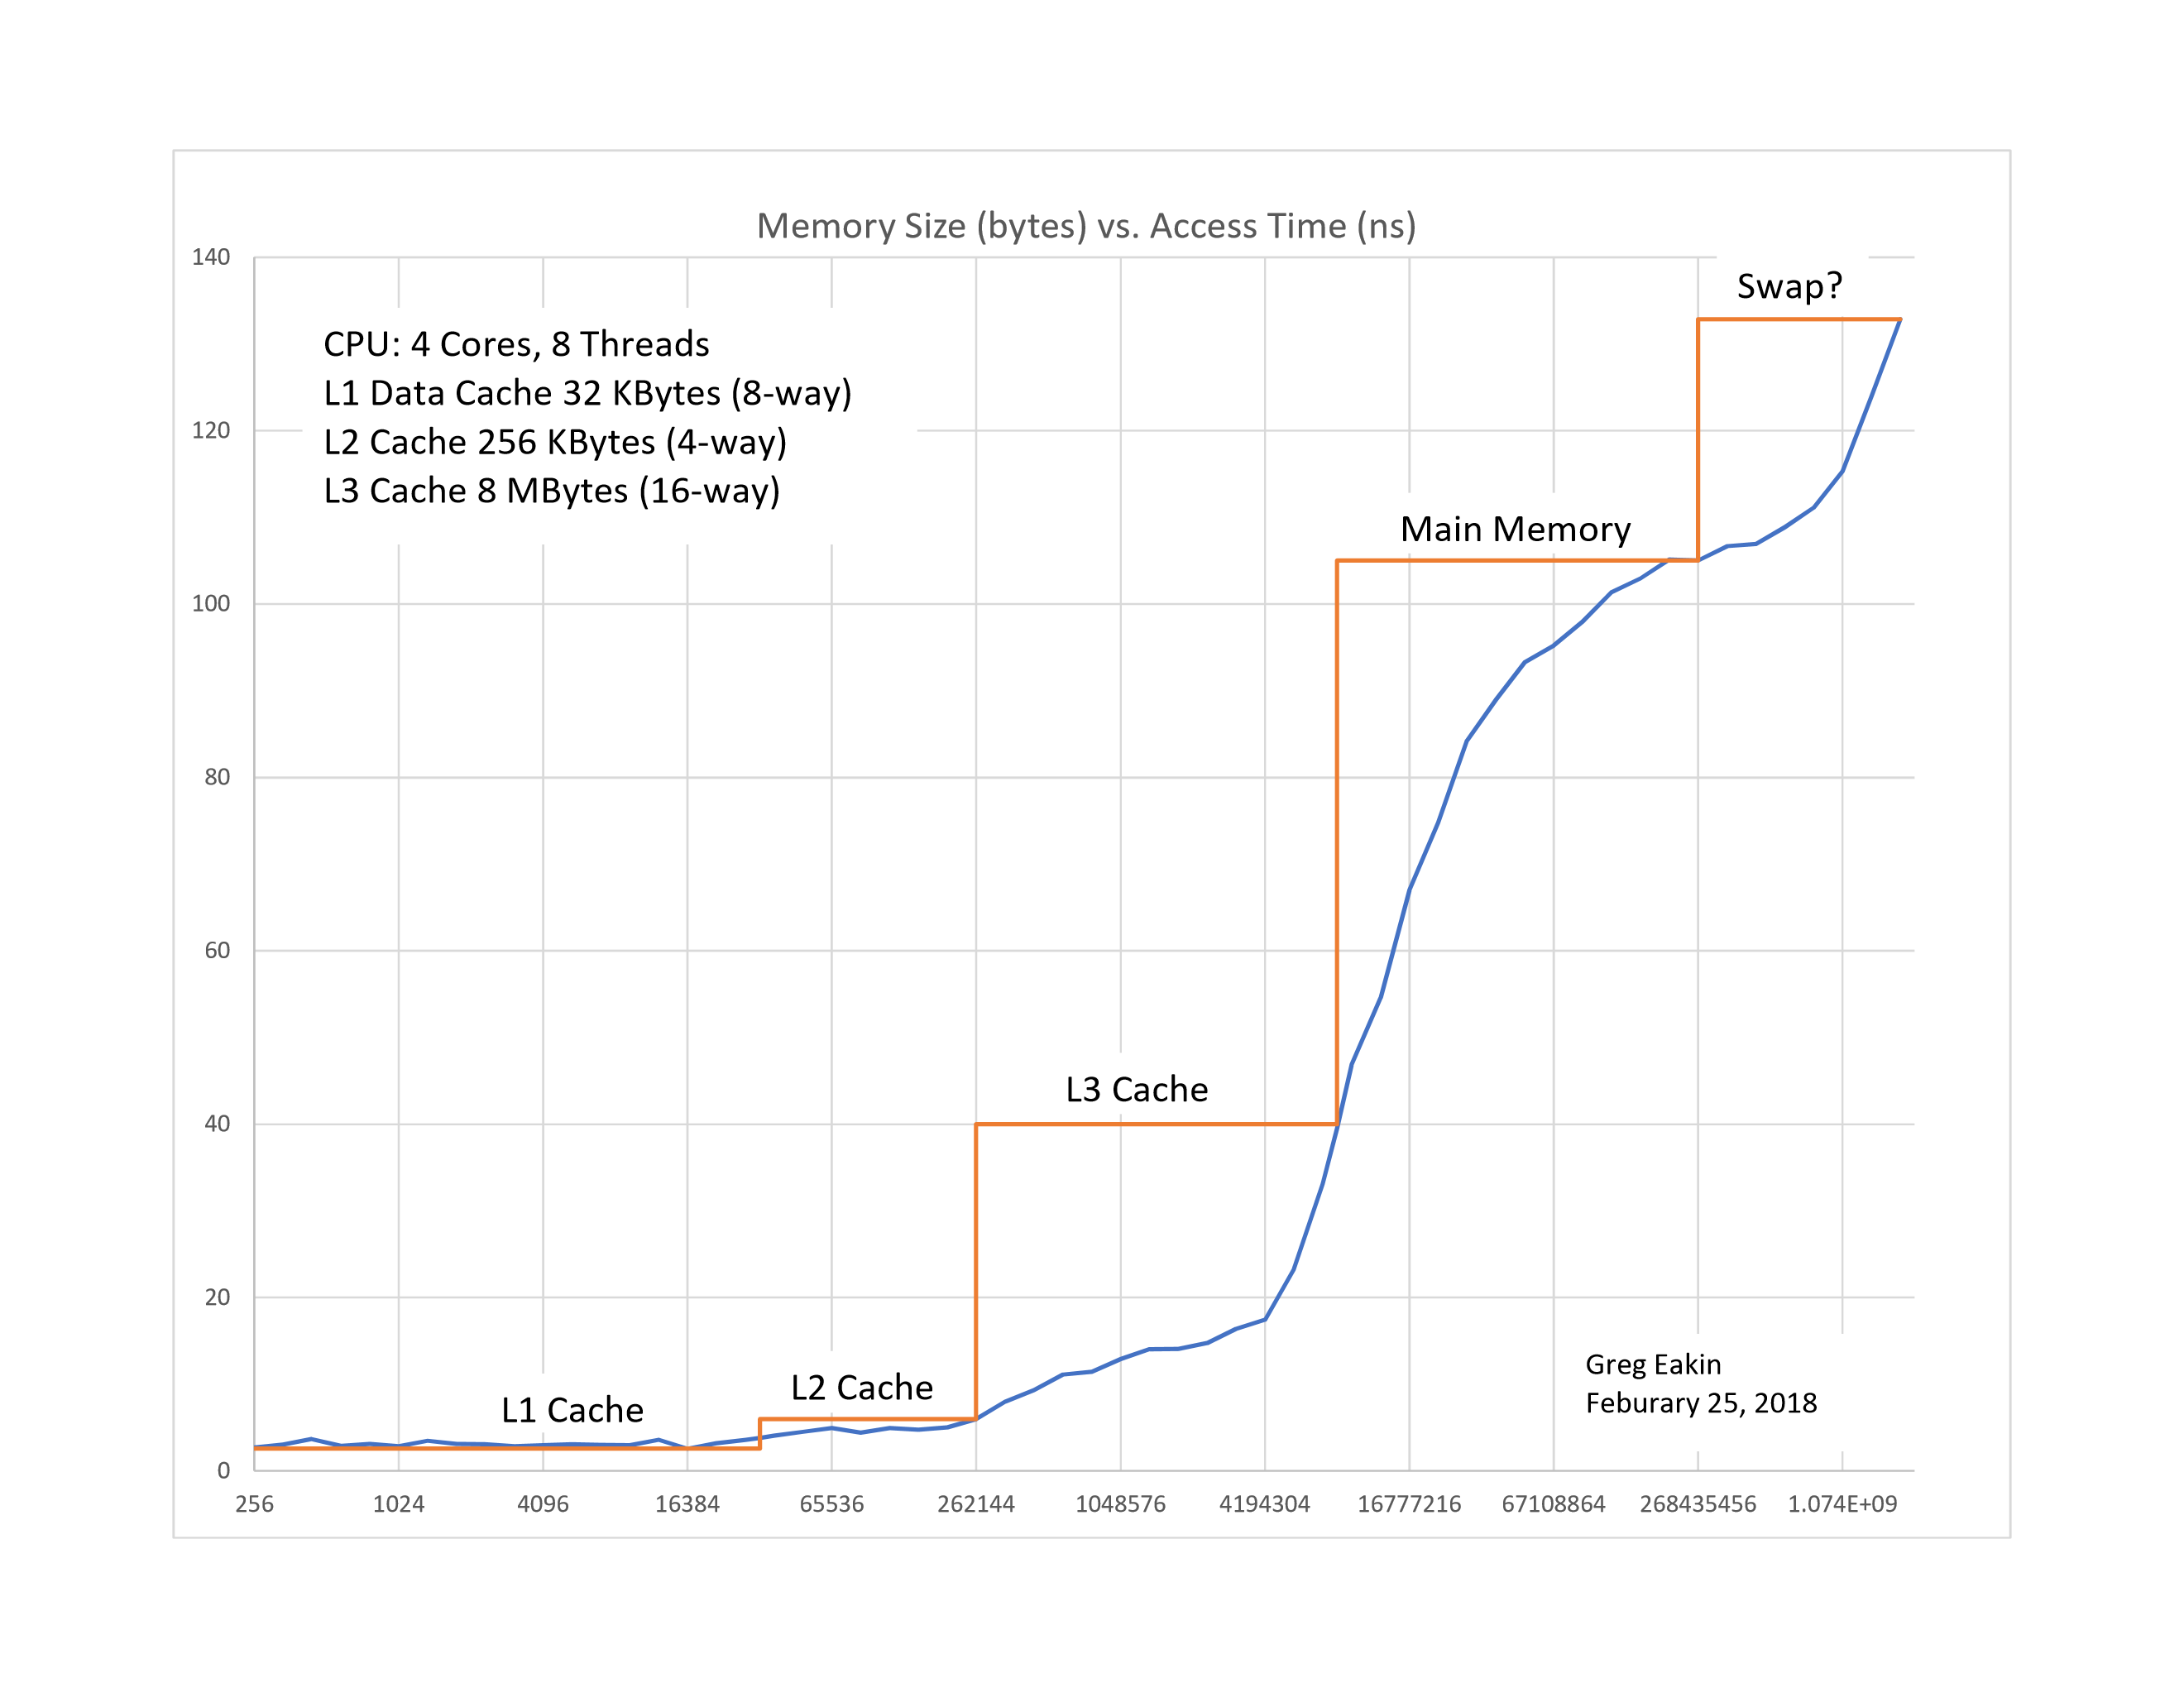 Memory Size (bytes) vs. Access Time (ns)
140
Swap?
CPU: 4 Cores, 8 Threads
L1 Data Cache 32 KBytes (8-way)
120
L2 Cache 256 KBytes (4-way)
L3 Cache 8 MBytes (16-way)
Main Memory
100
80
60
L3 Cache
40
20
Greg Eakin
L2 Cache
Feburary 25, 2018
L1 Cache
0
256 1024 4096 16384 65536 262144 1048576 4194304 16777216 67108864 268435456 1.074E+09